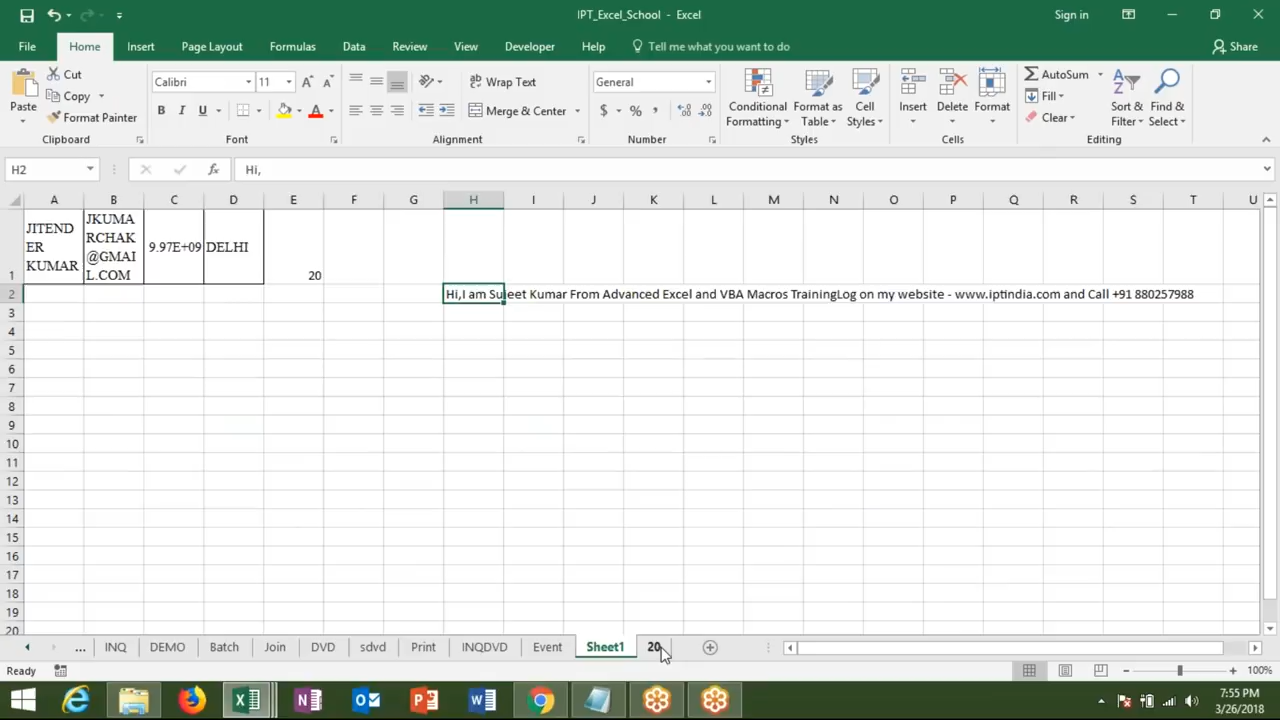 IPT_Excel_School - Excel
Sign in
File Home Insert Page Layout Formulas Data Review View Developer Help Tell me what you want to do Share
Paste
Cut
Copy
Format Painter
Clipboard
Calibri 11
B I U
Font
Wrap Text
Merge & Center
Alignment
General
$ % ,
Number
Conditional Formatting
Format as Table
Cell Styles
Styles
Insert Delete Format
Cells
AutoSum
Fill
Clear
Sort & Filter
Find & Select
Editing
H2 fx Hi,
A B C D E F G H I J K L M N O P Q R S T U
1 JITEND
ER
KUMAR
JKUMA
RCHAK
@GMAI
L.COM
9.97E+09 DELHI 20
2 Hi,I am Sujeet Kumar From Advanced Excel and VBA Macros TrainingLog on my website - www.iptindia.com and Call +91 880257988
3
4
5
6
7
8
9
10
11
12
13
14
15
16
17
18
19
20
... INQ DEMO Batch Join DVD sdvd Print INQDVD Event Sheet1 20
Ready 100%
7:55 PM
3/26/2018